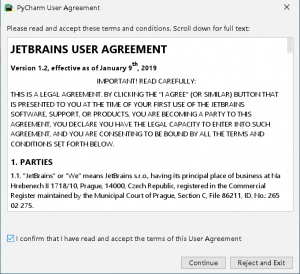 PyCharm User Agreement
Please read and accept these terms and conditions. Scroll down for full text:
JETBRAINS USER AGREEMENT
Version 1.2, effective as of January 9th, 2019
IMPORTANT! READ CAREFULLY:
THIS IS A LEGAL AGREEMENT. BY CLICKING THE "I AGREE" (OR SIMILAR) BUTTON THAT
IS PRESENTED TO YOU AT THE TIME OF YOUR FIRST USE OF THE JETBRAINS
SOFTWARE, SUPPORT, OR PRODUCTS, YOU ARE BECOMING A PARTY TO THIS
AGREEMENT, YOU DECLARE YOU HAVE THE LEGAL CAPACITY TO ENTER INTO SUCH
AGREEMENT, AND YOU ARE CONSENTING TO BE BOUND BY ALL THE TERMS AND
CONDITIONS SET FORTH BELOW.
1. PARTIES
1.1. "JetBrains" or "We" means JetBrains s.r.o., having its principal place of business at Na
Hrebenech II 1718/10, Prague, 14000, Czech Republic, registered in the Commercial
Register maintained by the Municipal Court of Prague, Section C, File 86211, ID. No.: 265
02 275.
I confirm that I have read and accept the terms of this User Agreement
Continue Reject and Exit